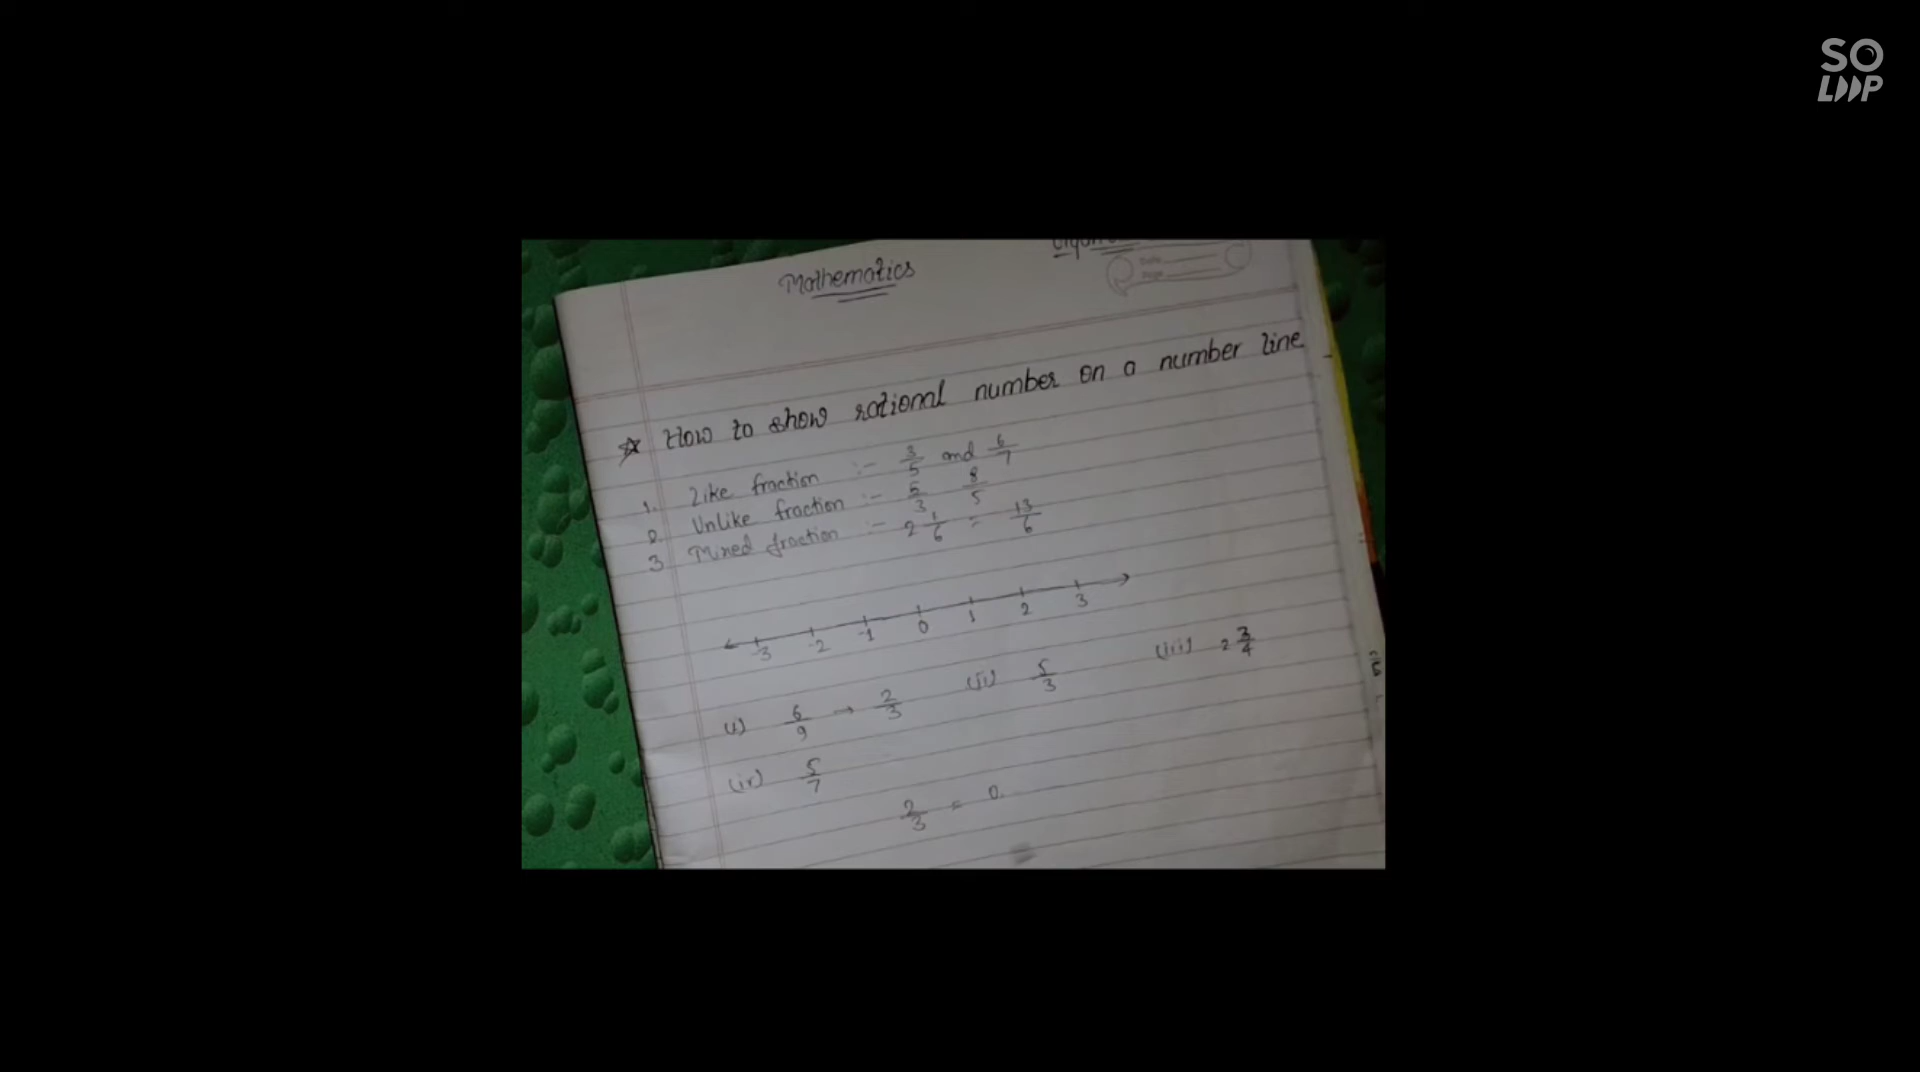 SO
LOOP
Mathematics
Date
Page
☆ How to show rational number on a number line
1. Like fraction :- 3/5 and 6/7
2. Unlike fraction :- 5/3 8/5
3 Mixed fraction :- 2 1/6 = 13/6
-3 -2 -1 0 1 2 3
(i) 6/9 → 2/3 (ii) 5/3 (iii) 2 3/4
(iv) 5/7
2/3 = 0.